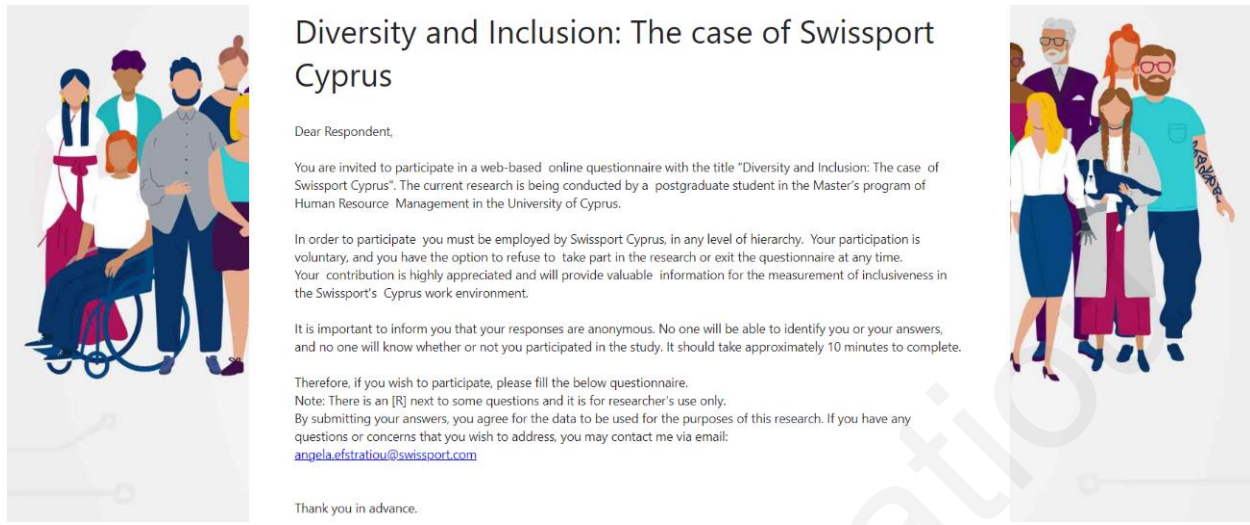 Diversity and Inclusion: The case of Swissport
Cyprus
Dear Respondent,
You are invited to participate in a web-based online questionnaire with the title "Diversity and Inclusion: The case of
Swissport Cyprus". The current research is being conducted by a postgraduate student in the Master's program of
Human Resource Management in the University of Cyprus.
In order to participate you must be employed by Swissport Cyprus, in any level of hierarchy. Your participation is
voluntary, and you have the option to refuse to take part in the research or exit the questionnaire at any time.
Your contribution is highly appreciated and will provide valuable information for the measurement of inclusiveness in
the Swissport's Cyprus work environment.
It is important to inform you that your responses are anonymous. No one will be able to identify you or your answers,
and no one will know whether or not you participated in the study. It should take approximately 10 minutes to complete.
Therefore, if you wish to participate, please fill the below questionnaire.
Note: There is an [R] next to some questions and it is for researcher's use only.
By submitting your answers, you agree for the data to be used for the purposes of this research. If you have any
questions or concerns that you wish to address, you may contact me via email:
angela.efstratiou@swissport.com
Thank you in advance.